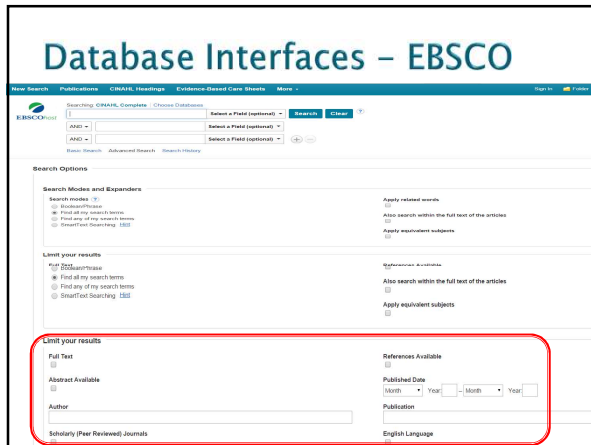 Database Interfaces – EBSCO
New Search Publications CINAHL Headings Evidence-Based Care Sheets More Sign In Folder
Searching: CINAHL Complete Choose Databases
EBSCOhost
Select a Field (optional) Search Clear ?
AND Select a Field (optional)
AND Select a Field (optional) + −
Basic Search Advanced Search Search History
Search Options
Search Modes and Expanders
Search modes ? Apply related words
Boolean/Phrase
Find all my search terms Also search within the full text of the articles
Find any of my search terms
SmartText Searching Hint Apply equivalent subjects
Limit your results
Full Text References Available
Boolean/Phrase
Find all my search terms Also search within the full text of the articles
Find any of my search terms
SmartText Searching Hint
Apply equivalent subjects
Limit your results
Full Text References Available
Abstract Available Published Date
Month Year: – Month Year:
Author Publication
Scholarly (Peer Reviewed) Journals English Language